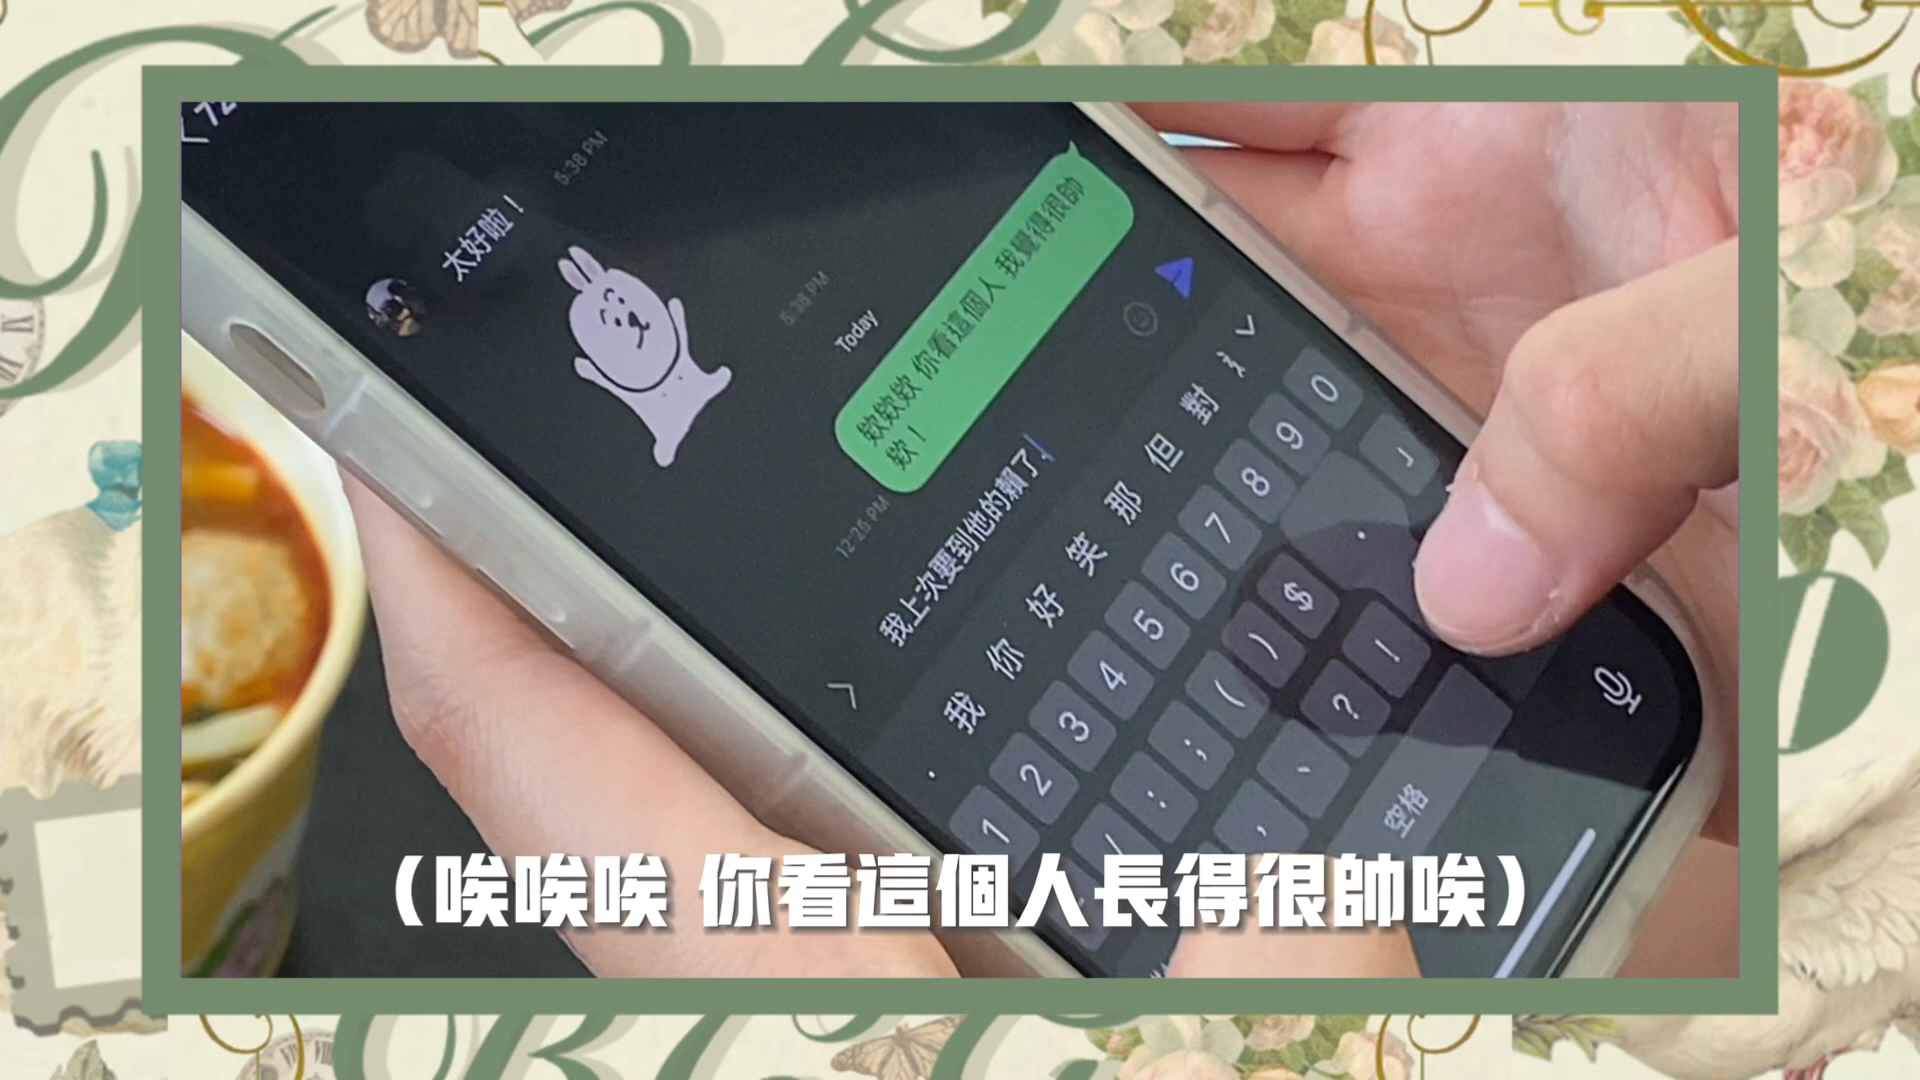 5:38 PM
太好啦！
5:38 PM
Today
欸欸欸 你看這個人 我覺得很帥
欸！
12:25 PM
我上次要到他的賴了！
我 你 好 笑 那 但 對
1 2 3 4 5 6 7 8 9 0
/ : ; ( ) $ 」
, 、 ? !
空格
（唉唉唉 你看這個人長得很帥唉）